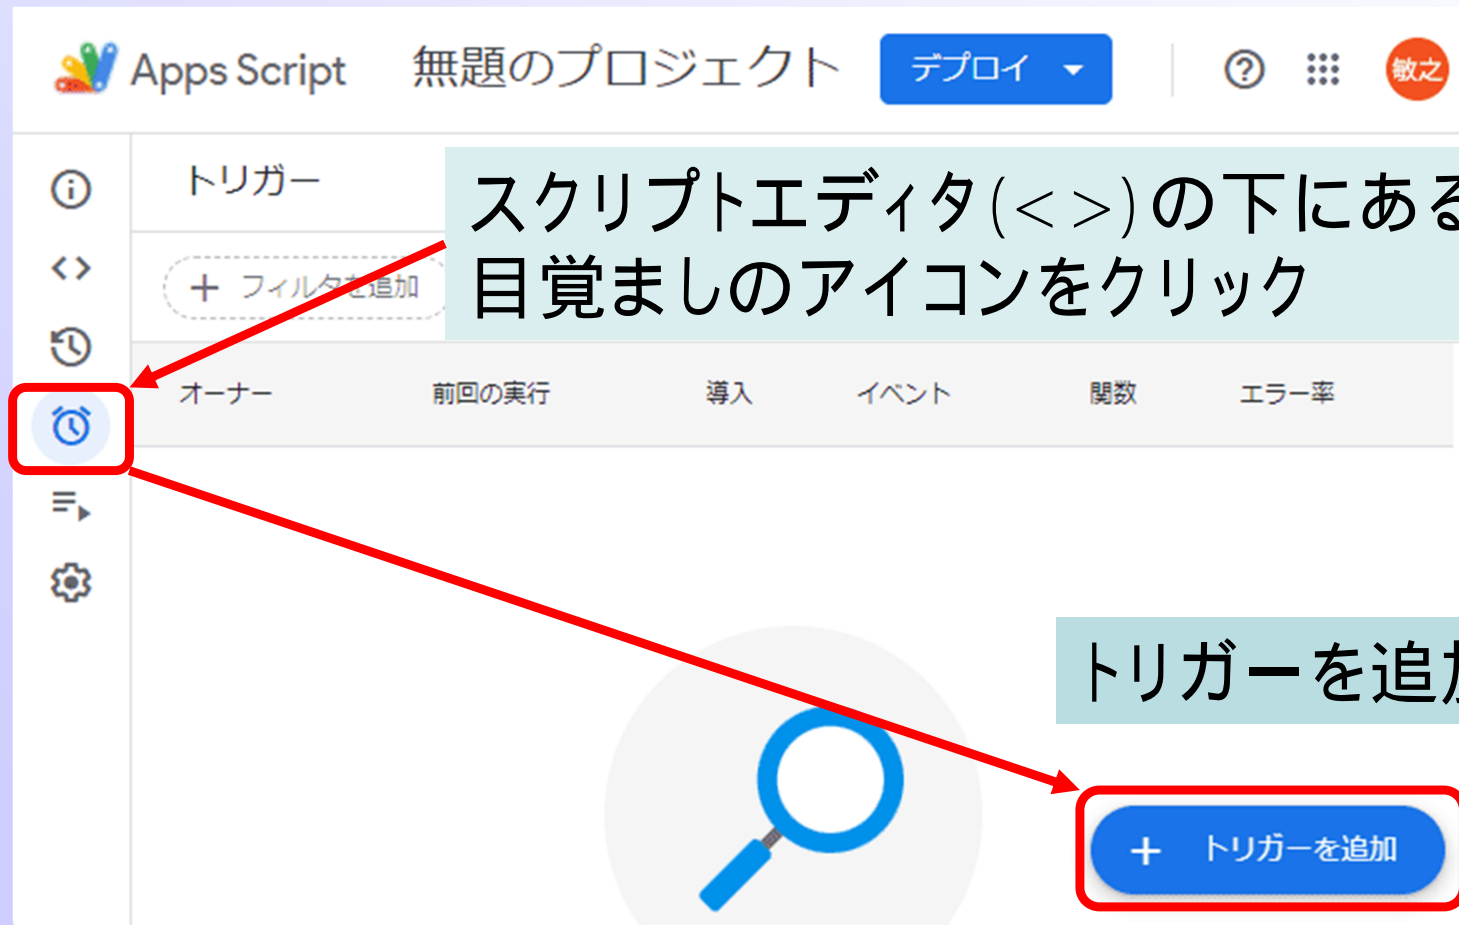 Apps Script 無題のプロジェクト デプロイ 敏之
トリガー
スクリプトエディタ(< >)の下にある
目覚ましのアイコンをクリック
+ フィルタを追加
オーナー 前回の実行 導入 イベント 関数 エラー率
トリガーを追加
+ トリガーを追加